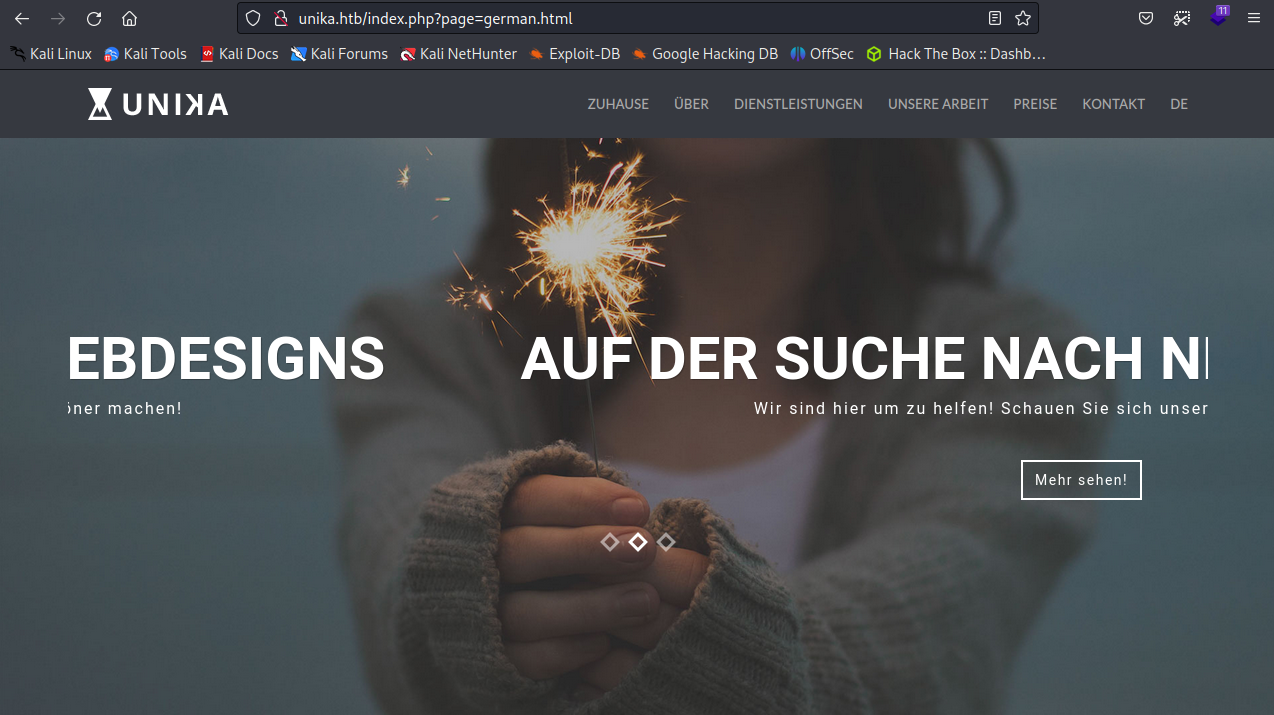 unika.htb/index.php?page=german.html
11
Kali Linux Kali Tools Kali Docs Kali Forums Kali NetHunter Exploit-DB Google Hacking DB OffSec Hack The Box :: Dashb…
UNIKA ZUHAUSE ÜBER DIENSTLEISTUNGEN UNSERE ARBEIT PREISE KONTAKT DE
EBDESIGNS AUF DER SUCHE NACH N
öner machen! Wir sind hier um zu helfen! Schauen Sie sich unser
Mehr sehen!